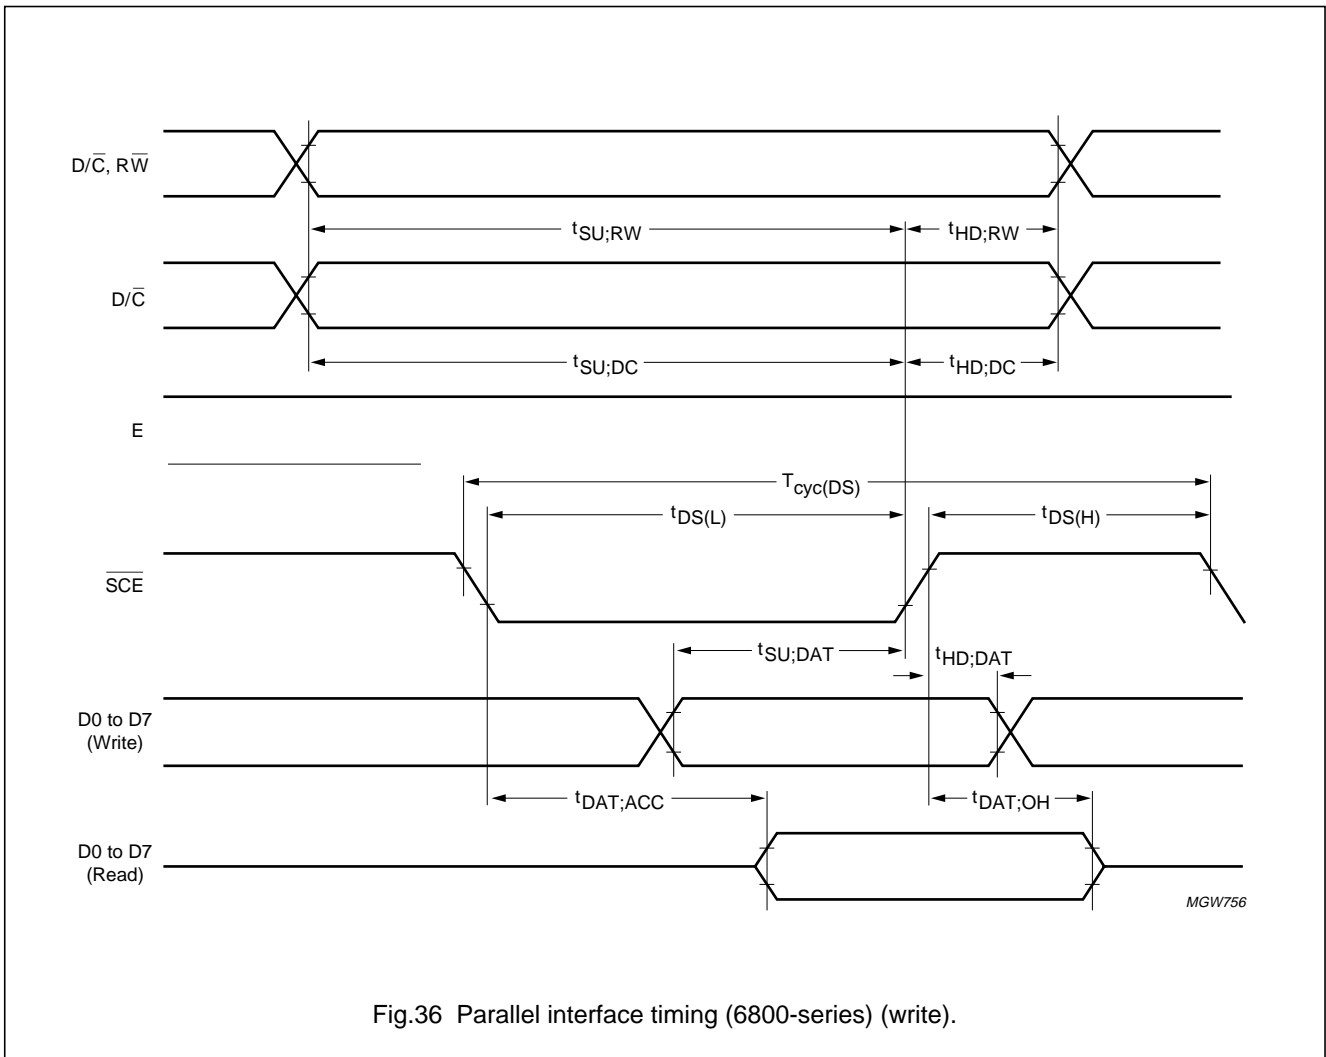 D/C̅, RW̅
tSU;RW
tHD;RW
D/C̅
tSU;DC
tHD;DC
E
Tcyc(DS)
tDS(L)
tDS(H)
S̅C̅E̅
tSU;DAT
tHD;DAT
D0 to D7
(Write)
tDAT;ACC
tDAT;OH
D0 to D7
(Read)
MGW756
Fig.36 Parallel interface timing (6800-series) (write).